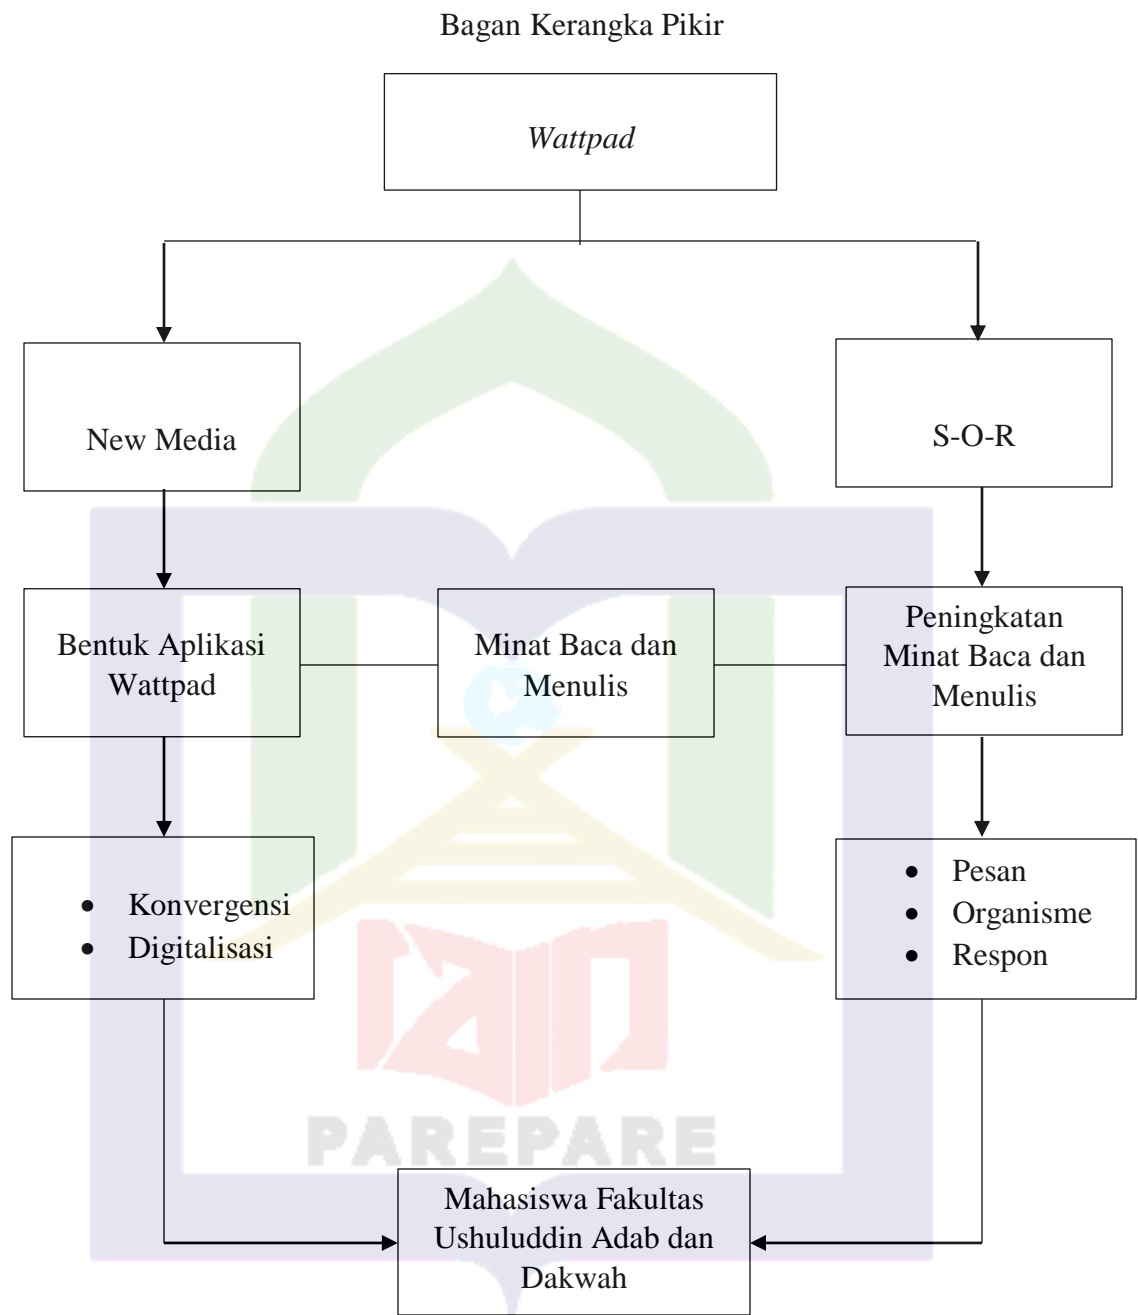 Bagan Kerangka Pikir
Wattpad
New Media
S-O-R
Bentuk Aplikasi
Wattpad
Minat Baca dan
Menulis
Peningkatan
Minat Baca dan
Menulis
• Konvergensi
• Digitalisasi
• Pesan
• Organisme
• Respon
iain
PAREPARE
Mahasiswa Fakultas
Ushuluddin Adab dan
Dakwah